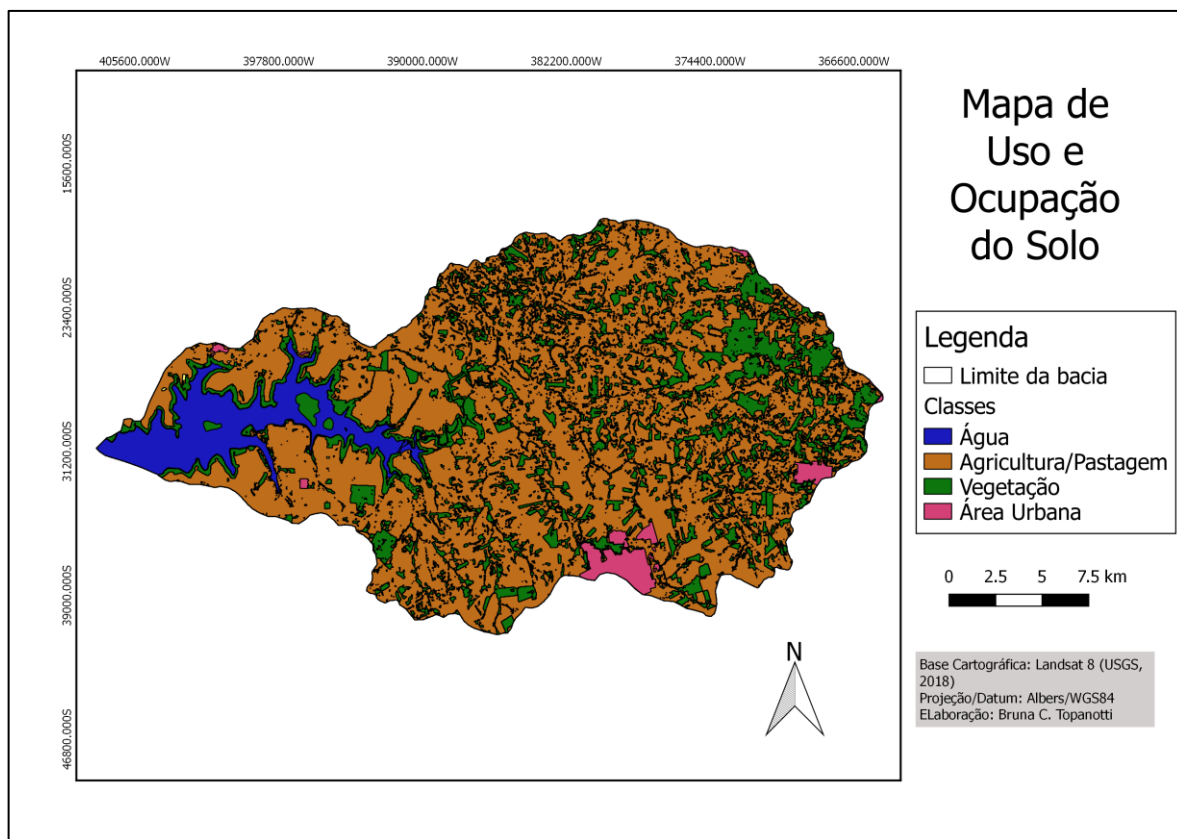 405600.000W 397800.000W 390000.000W 382200.000W 374400.000W 366600.000W
15600.000S
23400.000S
31200.000S
39000.000S
46800.000S
N
Mapa de
Uso e
Ocupação
do Solo
Legenda
Limite da bacia
Classes
Água
Agricultura/Pastagem
Vegetação
Área Urbana
0 2.5 5 7.5 km
Base Cartográfica: Landsat 8 (USGS,
2018)
Projeção/Datum: Albers/WGS84
ELaboração: Bruna C. Topanotti